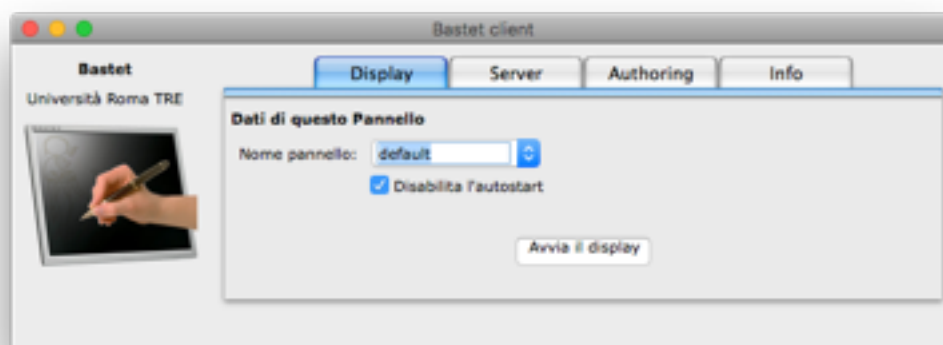 Bastet client
Bastet
Università Roma TRE
Display Server Authoring Info
Dati di questo Pannello
Nome pannello: default
Disabilita l'autostart
Avvia il display